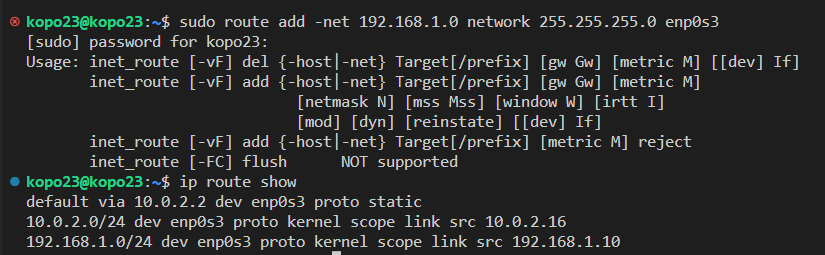 kopo23@kopo23:~$ sudo route add -net 192.168.1.0 network 255.255.255.0 enp0s3
[sudo] password for kopo23:
Usage: inet_route [-vF] del {-host|-net} Target[/prefix] [gw Gw] [metric M] [[dev] If]
inet_route [-vF] add {-host|-net} Target[/prefix] [gw Gw] [metric M]
[netmask N] [mss Mss] [window W] [irtt I]
[mod] [dyn] [reinstate] [[dev] If]
inet_route [-vF] add {-host|-net} Target[/prefix] [metric M] reject
inet_route [-FC] flush NOT supported
kopo23@kopo23:~$ ip route show
default via 10.0.2.2 dev enp0s3 proto static
10.0.2.0/24 dev enp0s3 proto kernel scope link src 10.0.2.16
192.168.1.0/24 dev enp0s3 proto kernel scope link src 192.168.1.10